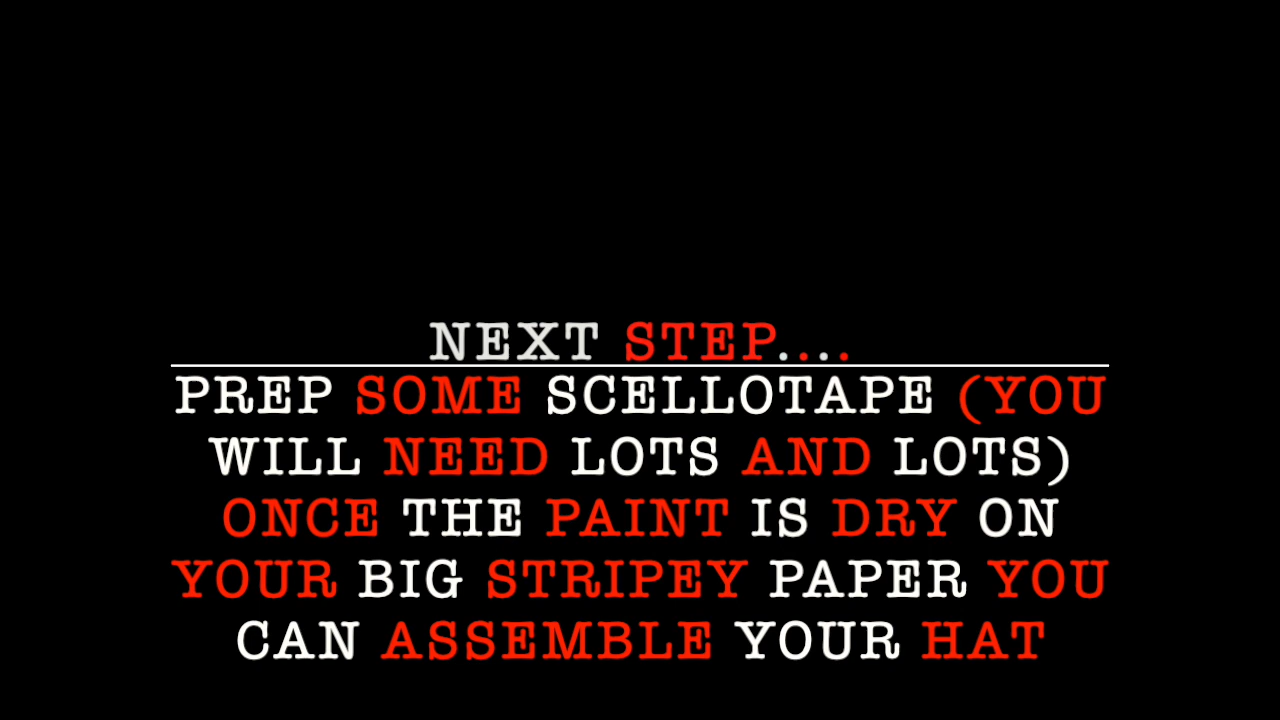 NEXT STEP....
PREP SOME SCELLOTAPE (YOU
WILL NEED LOTS AND LOTS)
ONCE THE PAINT IS DRY ON
YOUR BIG STRIPEY PAPER YOU
CAN ASSEMBLE YOUR HAT